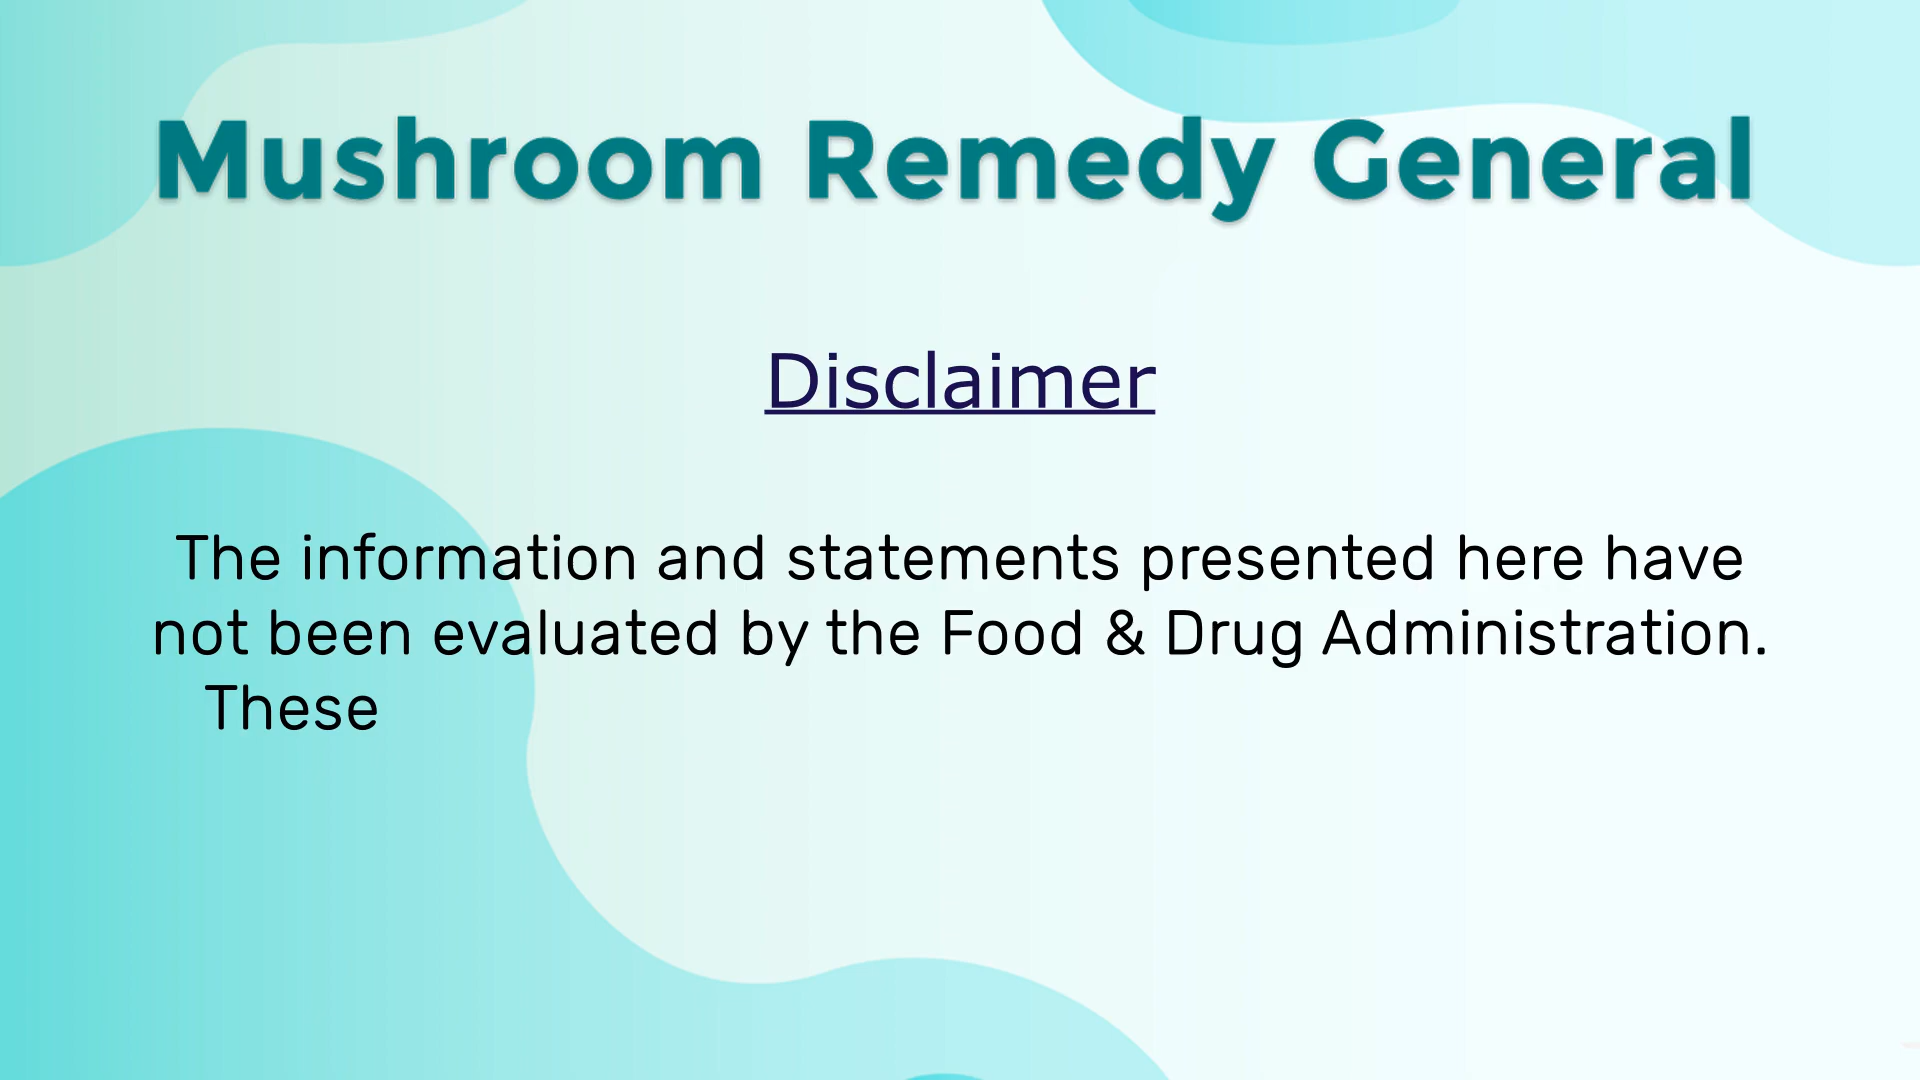 Mushroom Remedy General
Disclaimer
The information and statements presented here have
not been evaluated by the Food & Drug Administration.
These